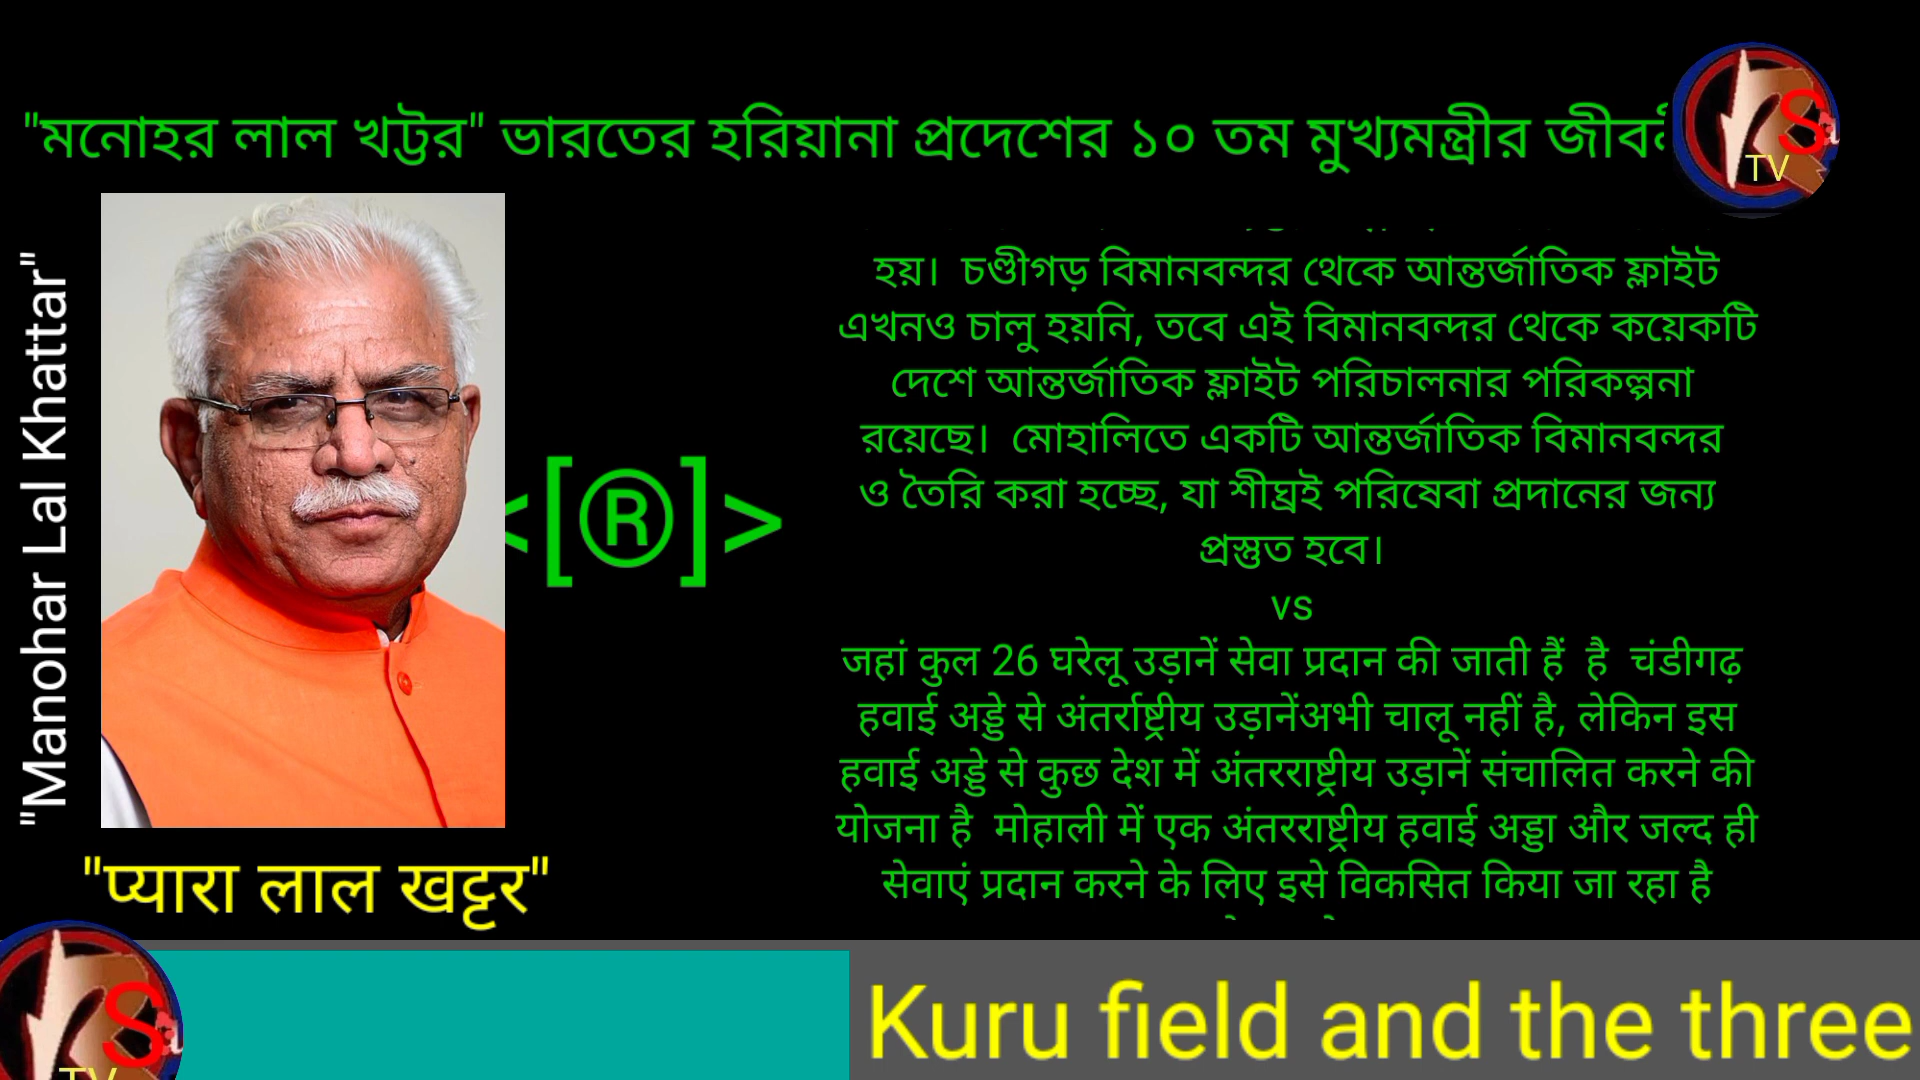 "মনোহর লাল খট্টর" ভারতের হরিয়ানা প্রদেশের ১০ তম মুখ্যমন্ত্রীর
S
TV
"Manohar Lal Khattar"
<[®]>
হয়। চণ্ডীগড় বিমানবন্দর থেকে আন্তর্জাতিক ফ্লাইট
এখনও চালু হয়নি, তবে এই বিমানবন্দর থেকে কয়েকটি
দেশে আন্তর্জাতিক ফ্লাইট পরিচালনার পরিকল্পনা
রয়েছে। মোহালিতে একটি আন্তর্জাতিক বিমানবন্দর
ও তৈরি করা হচ্ছে, যা শীঘ্রই পরিষেবা প্রদানের জন্য
প্রস্তুত হবে।
vs
जहां कुल 26 घरेलू उड़ानें सेवा प्रदान की जाती हैं है चंडीगढ़
हवाई अड्डे से अंतर्राष्ट्रीय उड़ानेंअभी चालू नहीं है, लेकिन इस
हवाई अड्डे से कुछ देश में अंतरराष्ट्रीय उड़ानें संचालित करने की
योजना है मोहाली में एक अंतरराष्ट्रीय हवाई अड्डा और जल्द ही
सेवाएं प्रदान करने के लिए इसे विकसित किया जा रहा है
"प्यारा लाल खट्टर"
S
TV
Kuru field and the three